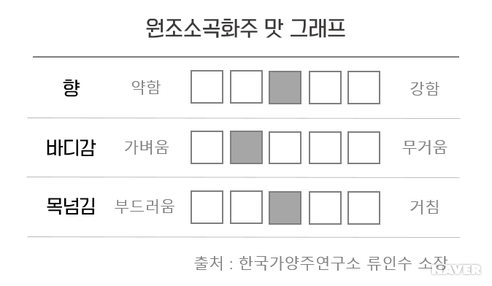 원조소곡화주 맛 그래프
향 약함 강함
바디감 가벼움 무거움
목넘김 부드러움 거침
출처 : 한국가양주연구소 류인수 소장
NAVER